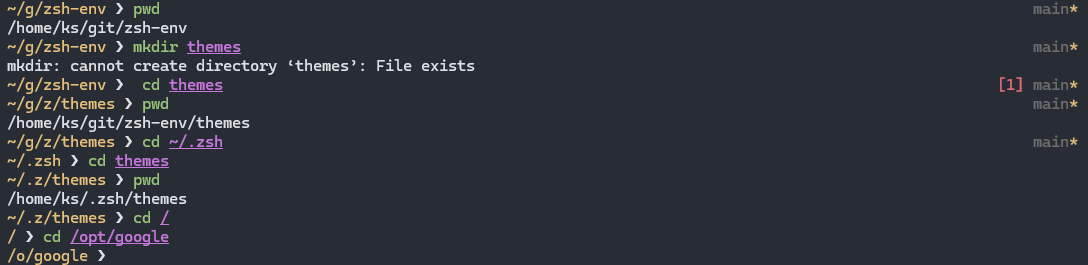 ~/g/zsh-env ❯ pwd main*
/home/ks/git/zsh-env
~/g/zsh-env ❯ mkdir themes main*
mkdir: cannot create directory ‘themes’: File exists
~/g/zsh-env ❯  cd themes [1] main*
~/g/z/themes ❯ pwd main*
/home/ks/git/zsh-env/themes
~/g/z/themes ❯ cd ~/.zsh main*
~/.zsh ❯ cd themes
~/.z/themes ❯ pwd
/home/ks/.zsh/themes
~/.z/themes ❯ cd /
/ ❯ cd /opt/google
/o/google ❯